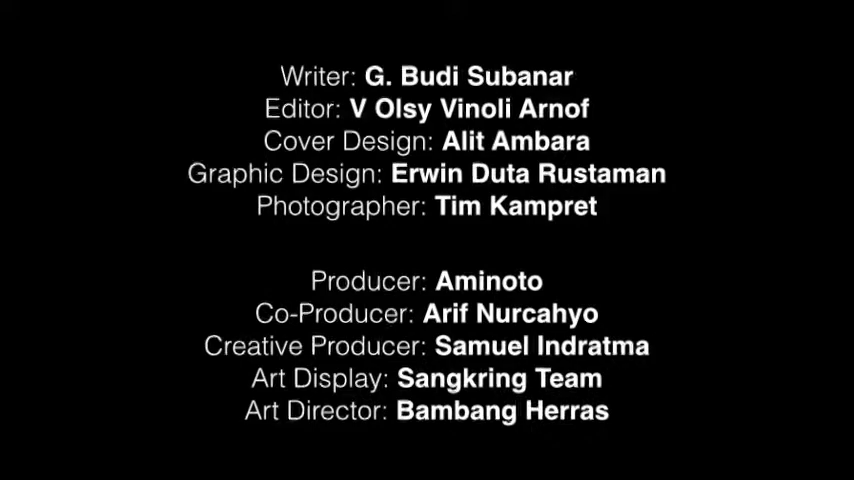 Writer: G. Budi Subanar
Editor: V Olsy Vinoli Arnof
Cover Design: Alit Ambara
Graphic Design: Erwin Duta Rustaman
Photographer: Tim Kampret
Producer: Aminoto
Co-Producer: Arif Nurcahyo
Creative Producer: Samuel Indratma
Art Display: Sangkring Team
Art Director: Bambang Herras